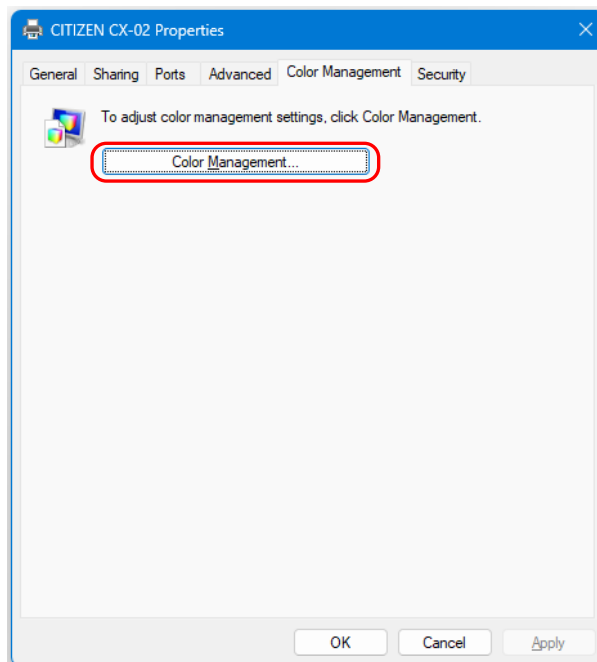 CITIZEN CX-02 Properties
General Sharing Ports Advanced Color Management Security
To adjust color management settings, click Color Management.
Color Management...
OK Cancel Apply